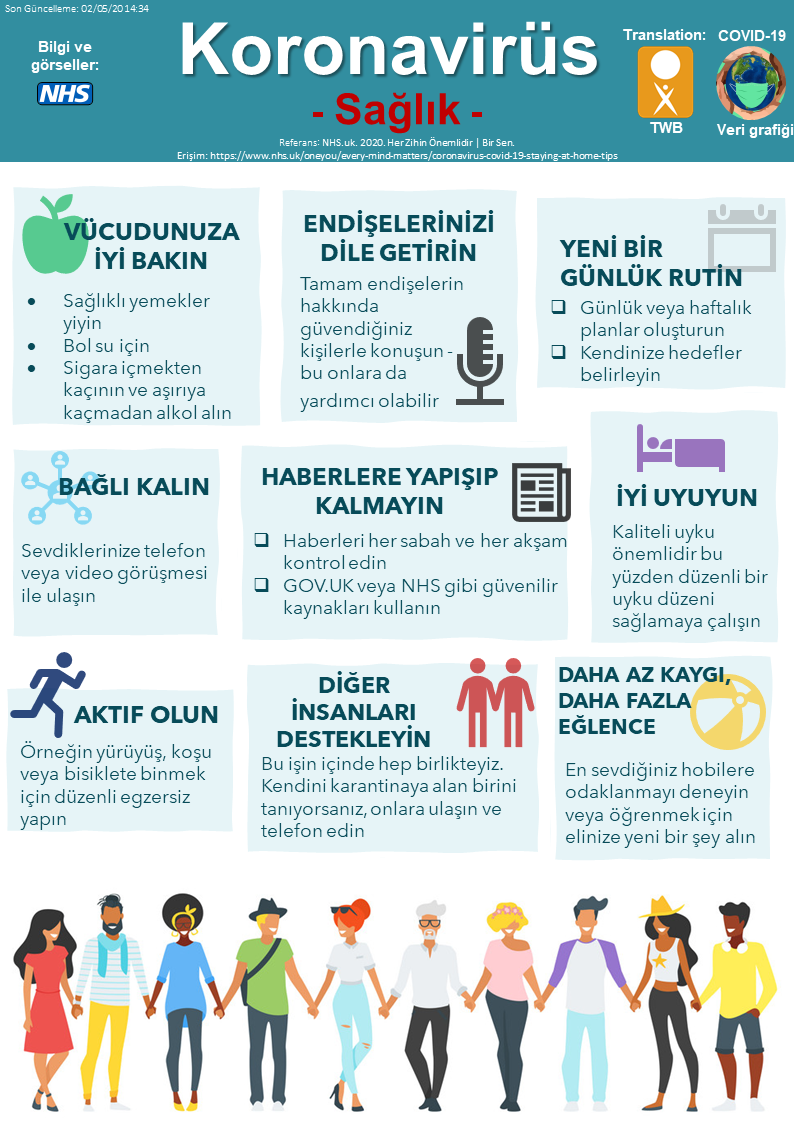 Son Güncelleme: 02/05/2014:34
Bilgi ve
görseller:
NHS
Koronavirüs
- Sağlık -
Referans: NHS.uk. 2020. Her Zihin Önemlidir | Bir Sen.
Erişim: https://www.nhs.uk/oneyou/every-mind-matters/coronavirus-covid-19-staying-at-home-tips
Translation:
TWB
COVID-19
Veri grafiği
VÜCUDUNUZA
İYİ BAKIN
• Sağlıklı yemekler
yiyin
• Bol su için
• Sigara içmekten
kaçının ve aşırıya
kaçmadan alkol alın
ENDİŞELERİNİZİ
DİLE GETİRİN
Tamam endişelerin
hakkında
güvendiğiniz
kişilerle konuşun -
bu onlara da
yardımcı olabilir
YENİ BİR
GÜNLÜK RUTİN
❑ Günlük veya haftalık
planlar oluşturun
❑ Kendinize hedefler
belirleyin
BAĞLI KALIN
Sevdiklerinize telefon
veya video görüşmesi
ile ulaşın
HABERLERE YAPIŞIP
KALMAYIN
❑ Haberleri her sabah ve her akşam
kontrol edin
❑ GOV.UK veya NHS gibi güvenilir
kaynakları kullanın
İYİ UYUYUN
Kaliteli uyku
önemlidir bu
yüzden düzenli bir
uyku düzeni
sağlamaya çalışın
AKTIF OLUN
Örneğin yürüyüş, koşu
veya bisiklete binmek
için düzenli egzersiz
yapın
DİĞER
İNSANLARI
DESTEKLEYİN
Bu işin içinde hep birlikteyiz.
Kendini karantinaya alan birini
tanıyorsanız, onlara ulaşın ve
telefon edin
DAHA AZ KAYGI,
DAHA FAZLA
EĞLENCE
En sevdiğiniz hobilere
odaklanmayı deneyin
veya öğrenmek için
elinize yeni bir şey alın